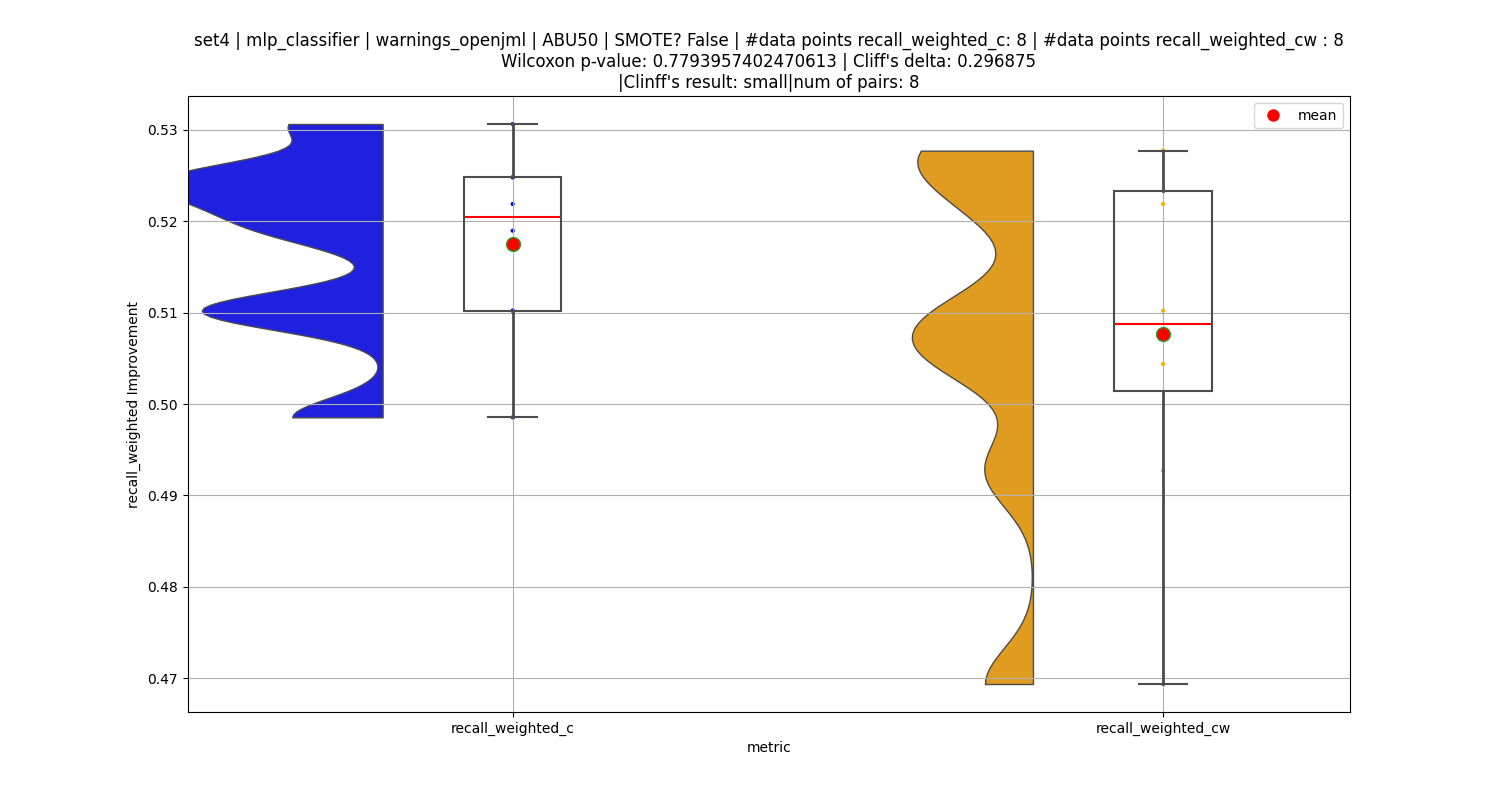 set4 | mlp_classifier | warnings_openjml | ABU50 | SMOTE? False | #data points recall_weighted_c: 8 | #data points recall_weighted_cw : 8
Wilcoxon p-value: 0.7793957402470613 | Cliff's delta: 0.296875
|Clinff's result: small|num of pairs: 8
mean
0.53
0.52
0.51
0.50
0.49
0.48
0.47
recall_weighted Improvement
recall_weighted_c
recall_weighted_cw
metric